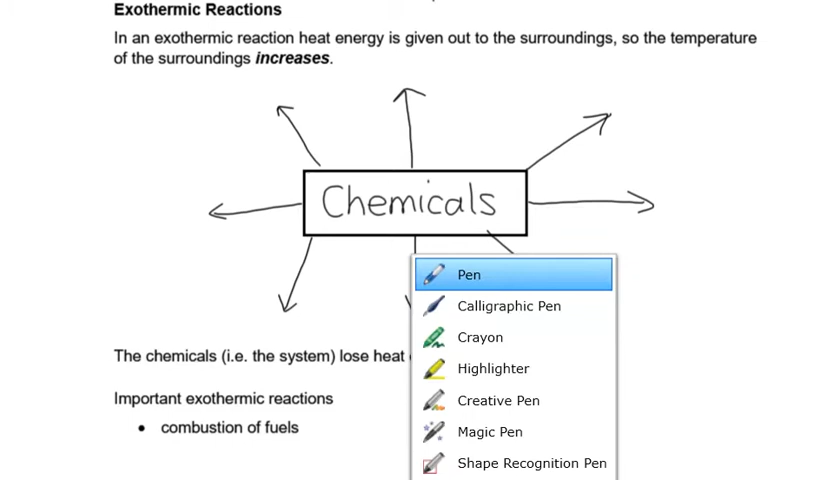 Exothermic Reactions
In an exothermic reaction heat energy is given out to the surroundings, so the temperature
of the surroundings increases.
Chemicals
Pen
Calligraphic Pen
Crayon
The chemicals (i.e. the system) lose heat
Highlighter
Important exothermic reactions
Creative Pen
• combustion of fuels
Magic Pen
Shape Recognition Pen